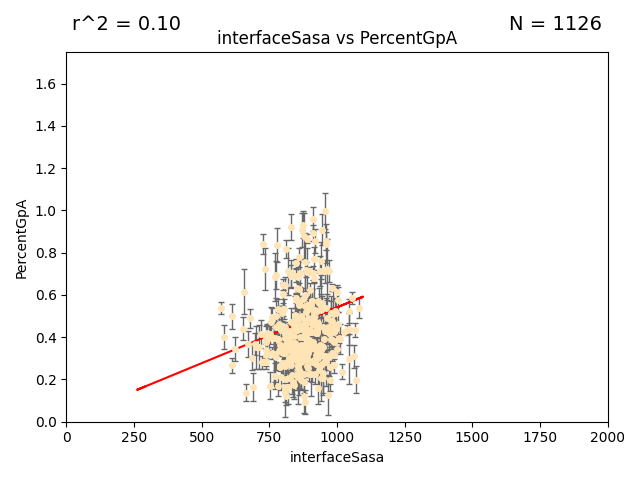 r^2 = 0.10
N = 1126
interfaceSasa vs PercentGpA
PercentGpA
1.6
1.4
1.2
1.0
0.8
0.6
0.4
0.2
0.0
0 250 500 750 1000 1250 1500 1750 2000
interfaceSasa